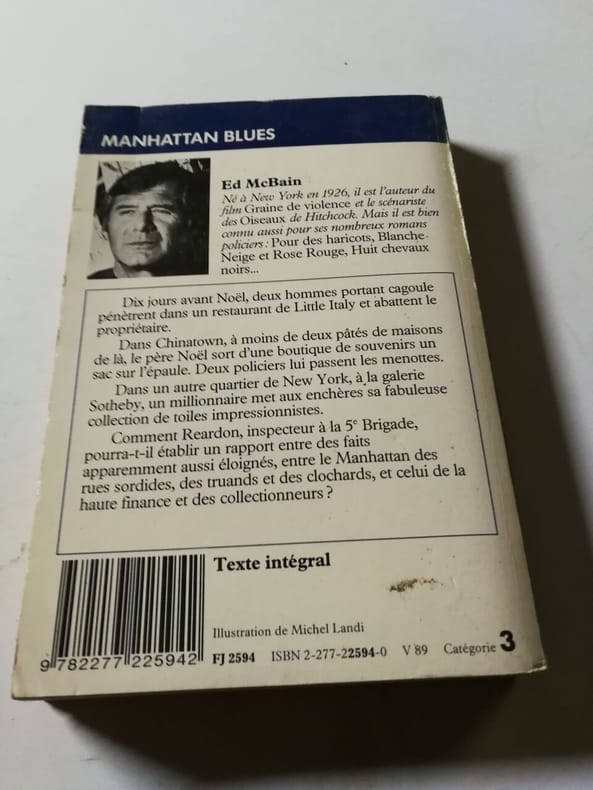 MANHATTAN BLUES
Ed McBain
Né à New York en 1926, il est l'auteur du
film Graine de violence et le scénariste
des Oiseaux de Hitchcock. Mais il est bien
connu aussi pour ses nombreux romans
policiers : Pour des haricots, Blanche-
Neige et Rose Rouge, Huit chevaux
noirs...
Dix jours avant Noël, deux hommes portant cagoule
pénètrent dans un restaurant de Little Italy et abattent le
propriétaire.
Dans Chinatown, à moins de deux pâtés de maisons
de là, le père Noël sort d'une boutique de souvenirs un
sac sur l'épaule. Deux policiers lui passent les menottes.
Dans un autre quartier de New York, à la galerie
Sotheby, un millionnaire met aux enchères sa fabuleuse
collection de toiles impressionnistes.
Comment Reardon, inspecteur à la 5e Brigade,
pourra-t-il établir un rapport entre des faits
apparemment aussi éloignés, entre le Manhattan des
rues sordides, des truands et des clochards, et celui de la
haute finance et des collectionneurs ?
Texte intégral
Illustration de Michel Landi
9 782277 225942 FJ 2594 ISBN 2-277-22594-0 V 89 Catégorie 3